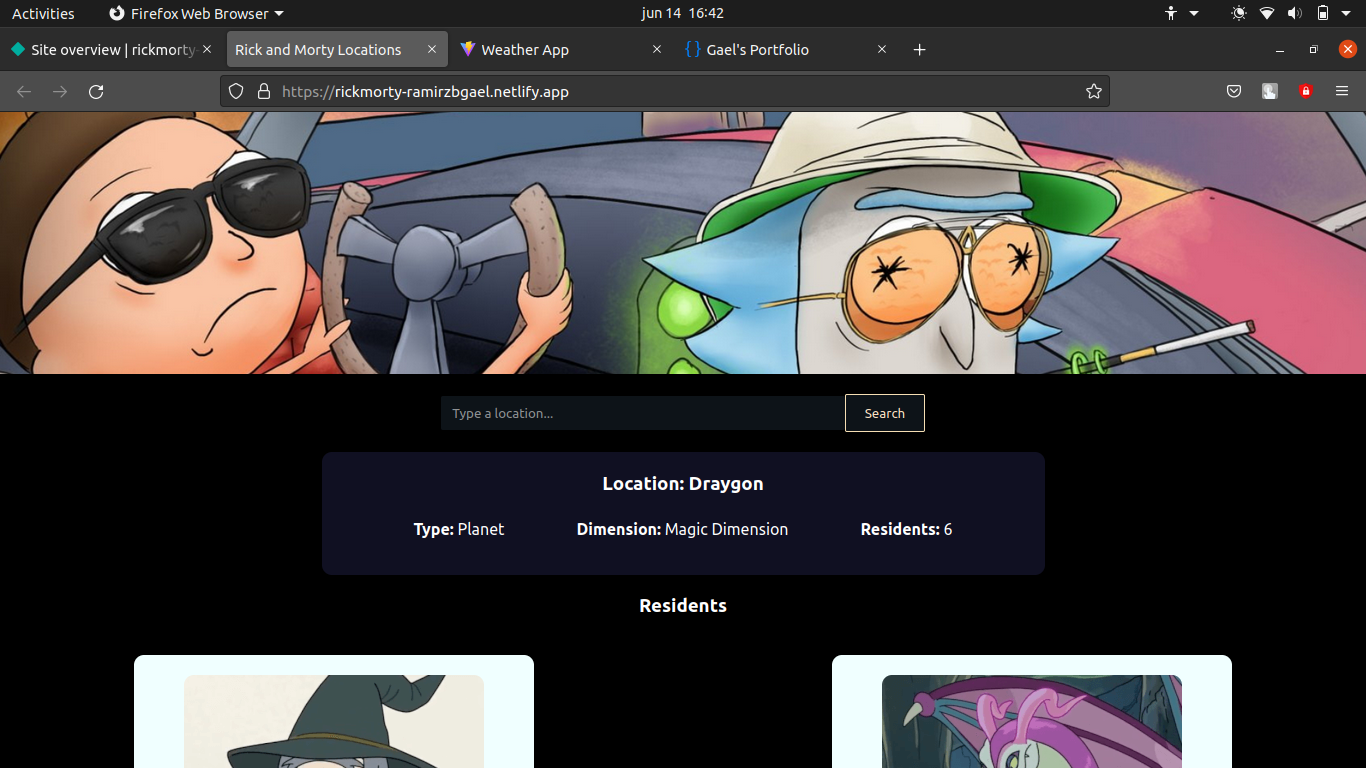 Activities Firefox Web Browser jun 14 16:42
Site overview | rickmorty- Rick and Morty Locations Weather App Gael's Portfolio
https://rickmorty-ramirzbgael.netlify.app
Type a location... Search
Location: Draygon
Type: Planet Dimension: Magic Dimension Residents: 6
Residents